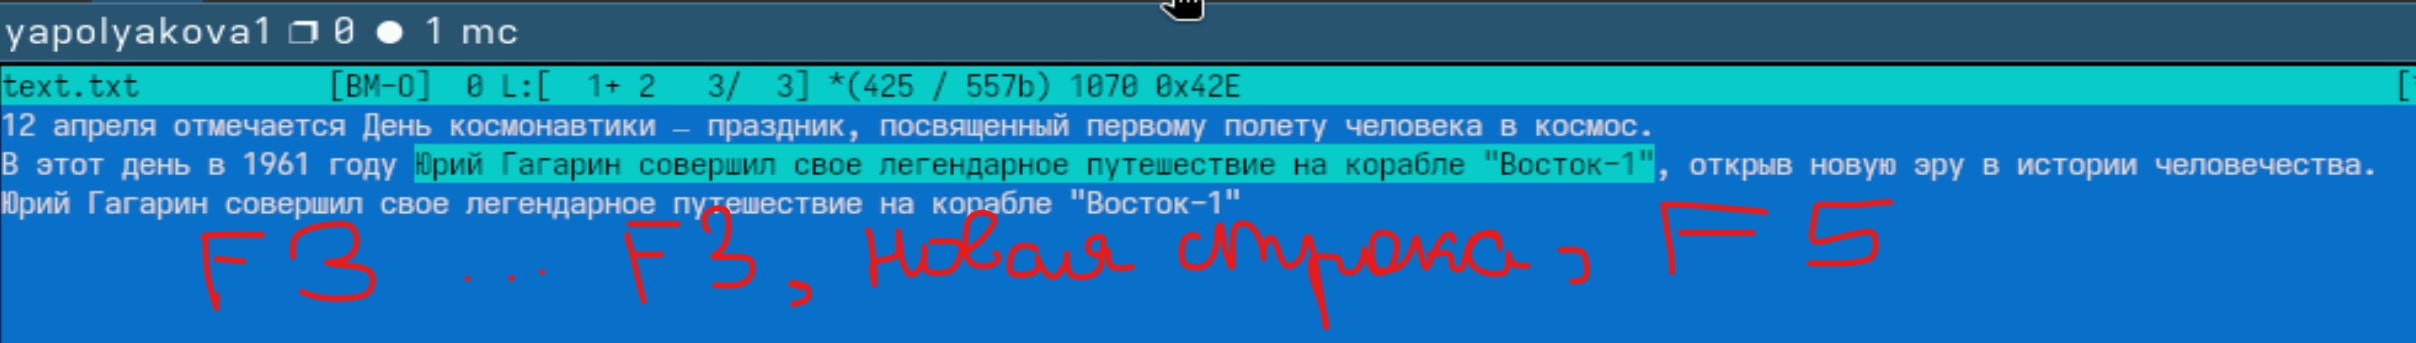 yapolyakova1 0 1 mc
text.txt [BM-O] 0 L:[ 1+ 2 3/ 3] *(425 / 557b) 1070 0x42E [
12 апреля отмечается День космонавтики – праздник, посвященный первому полету человека в космос.
В этот день в 1961 году Юрий Гагарин совершил свое легендарное путешествие на корабле "Восток-1", открыв новую эру в истории человечества.
Юрий Гагарин совершил свое легендарное путешествие на корабле "Восток-1"
F3 ... F3, новая строка, F5